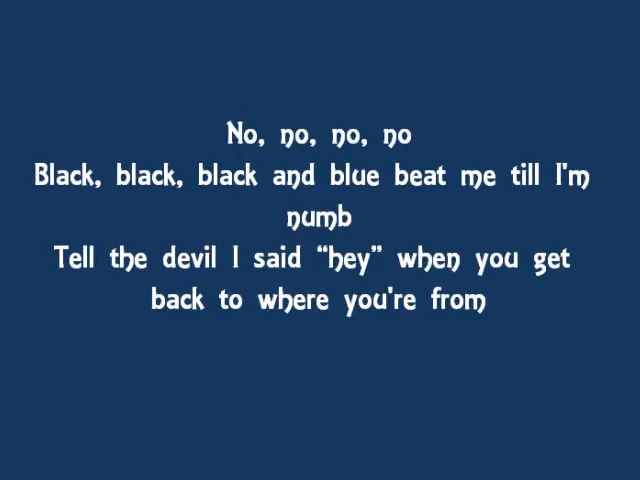 No, no, no, no
Black, black, black and blue beat me till I'm
numb
Tell the devil I said “hey” when you get
back to where you're from